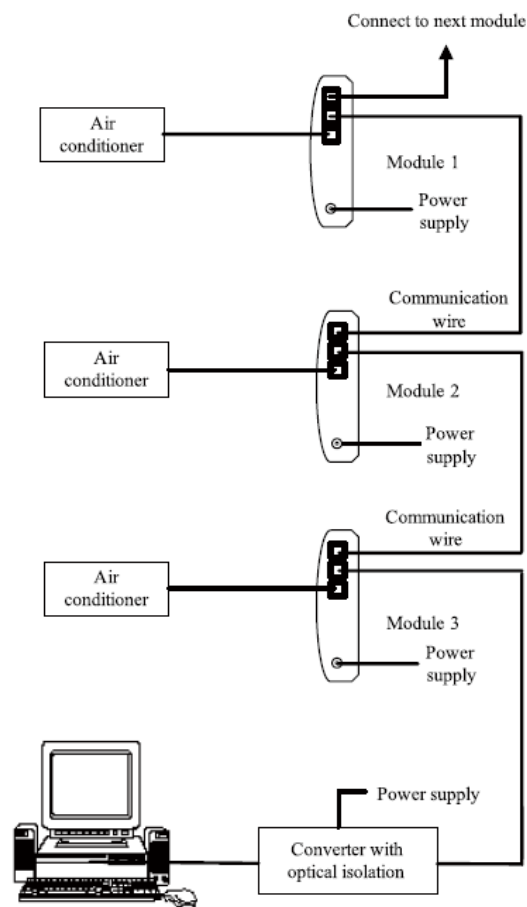 Connect to next module
Air
conditioner
Module 1
Power
supply
Communication
wire
Air
conditioner
Module 2
Power
supply
Communication
wire
Air
conditioner
Module 3
Power
supply
Power supply
Converter with
optical isolation